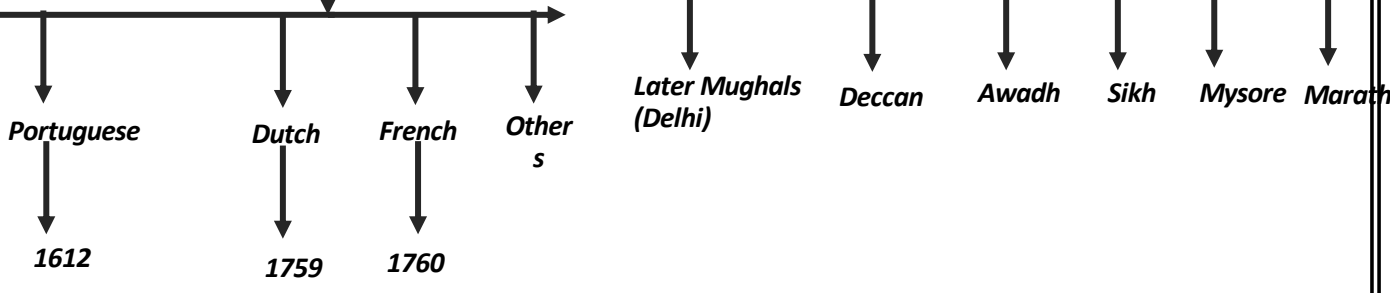 Portuguese
Dutch
French
Other
s
1612
1759
1760
Later Mughals
(Delhi)
Deccan
Awadh
Sikh
Mysore
Marath